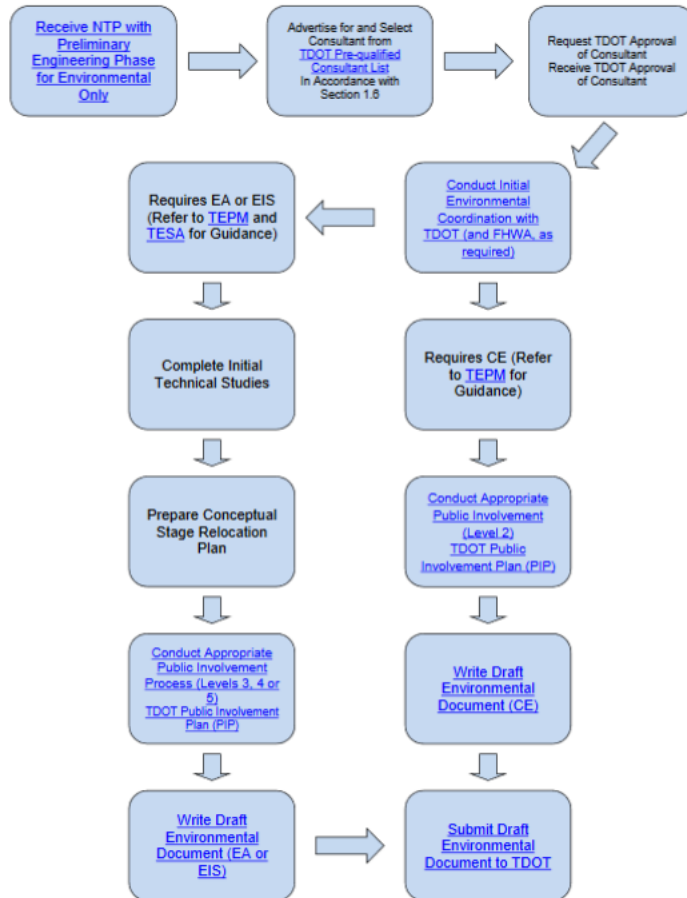 Receive NTP with
Preliminary
Engineering Phase
for Environmental
Only
Advertise for and Select
Consultant from
TDOT Pre-qualified
Consultant List
In Accordance with
Section 1.6
Request TDOT Approval
of Consultant
Receive TDOT Approval
of Consultant
Requires EA or EIS
(Refer to TEPM and
TESA for Guidance)
Conduct Initial
Environmental
Coordination with
TDOT (and FHWA, as
required)
Complete Initial
Technical Studies
Requires CE (Refer
to TEPM for
Guidance)
Prepare Conceptual
Stage Relocation
Plan
Conduct Appropriate
Public Involvement
(Level 2)
TDOT Public
Involvement Plan (PIP)
Conduct Appropriate
Public Involvement
Process (Levels 3, 4 or
5)
TDOT Public Involvement
Plan (PIP)
Write Draft
Environmental
Document (CE)
Write Draft
Environmental
Document (EA or
EIS)
Submit Draft
Environmental
Document to TDOT